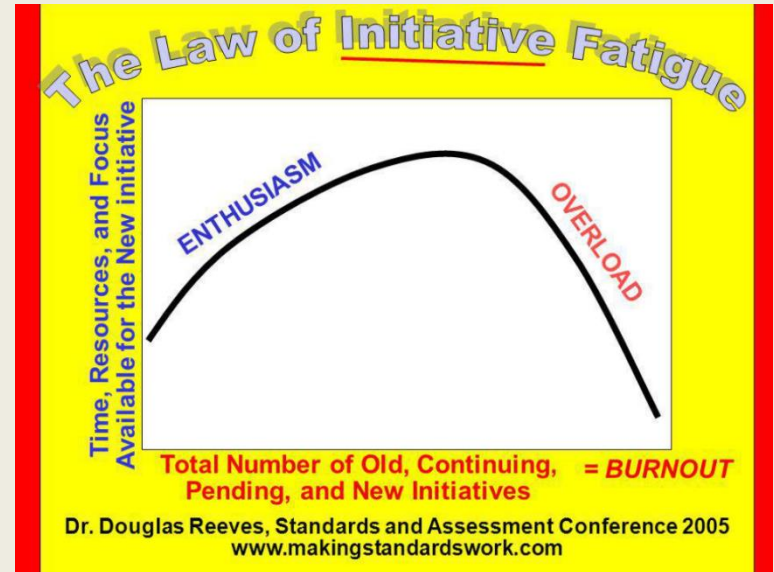 The Law of Initiative Fatigue
Time, Resources, and Focus
Available for the New initiative
ENTHUSIASM
OVERLOAD
Total Number of Old, Continuing,
Pending, and New Initiatives
= BURNOUT
Dr. Douglas Reeves, Standards and Assessment Conference 2005
www.makingstandardswork.com